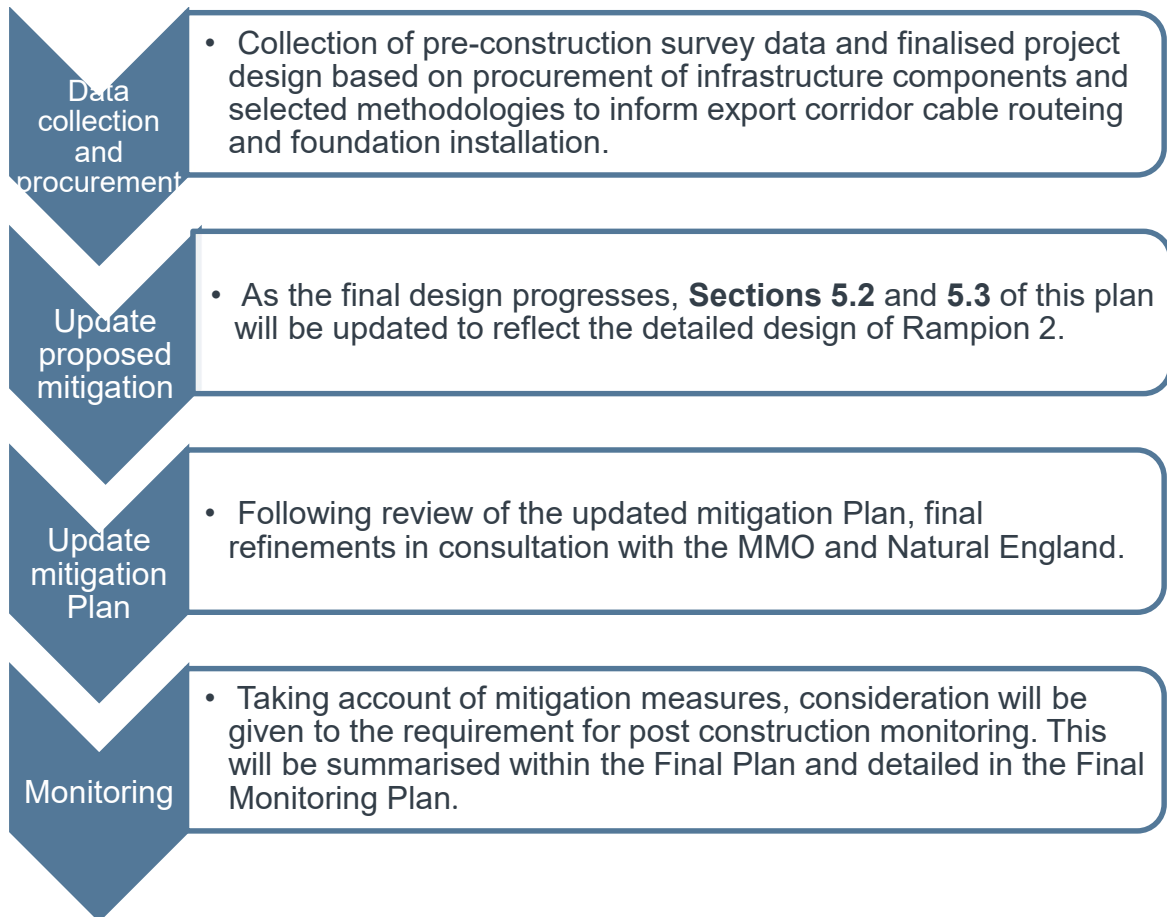 Data
collection
and
procurement
• Collection of pre-construction survey data and finalised project
design based on procurement of infrastructure components and
selected methodologies to inform export corridor cable routeing
and foundation installation.
Update
proposed
mitigation
• As the final design progresses, Sections 5.2 and 5.3 of this plan
will be updated to reflect the detailed design of Rampion 2.
Update
mitigation
Plan
• Following review of the updated mitigation Plan, final
refinements in consultation with the MMO and Natural England.
Monitoring
• Taking account of mitigation measures, consideration will be
given to the requirement for post construction monitoring. This
will be summarised within the Final Plan and detailed in the Final
Monitoring Plan.